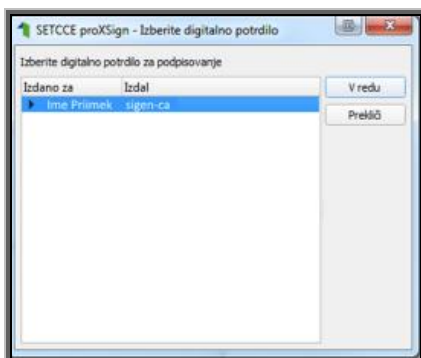 SETCCE proXSign - Izberite digitalno potrdilo
Izberite digitalno potrdilo za podpisovanje
Izdano za Izdal
Ime Priimek sigen-ca
V redu
Prekliči